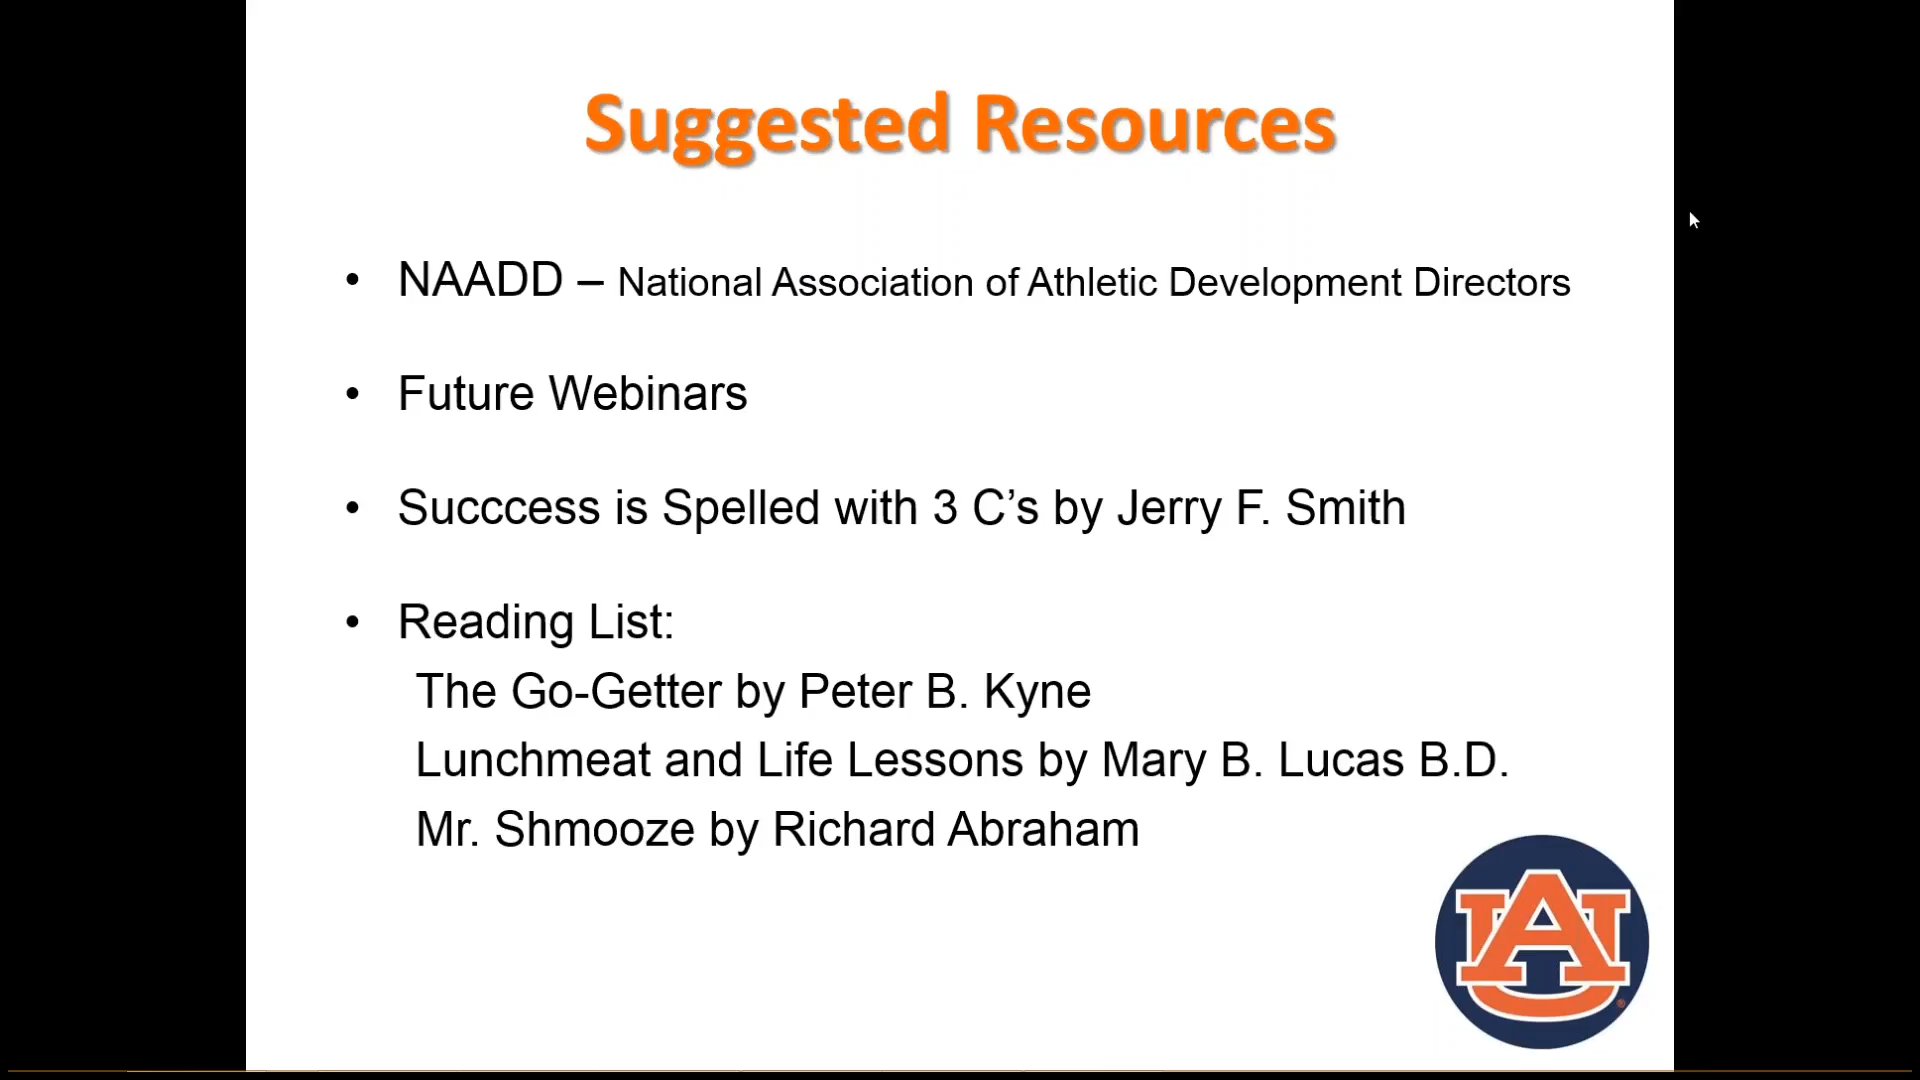 Suggested Resources
• NAADD – National Association of Athletic Development Directors
• Future Webinars
• Succcess is Spelled with 3 C’s by Jerry F. Smith
• Reading List:
The Go-Getter by Peter B. Kyne
Lunchmeat and Life Lessons by Mary B. Lucas B.D.
Mr. Shmooze by Richard Abraham
AU
®